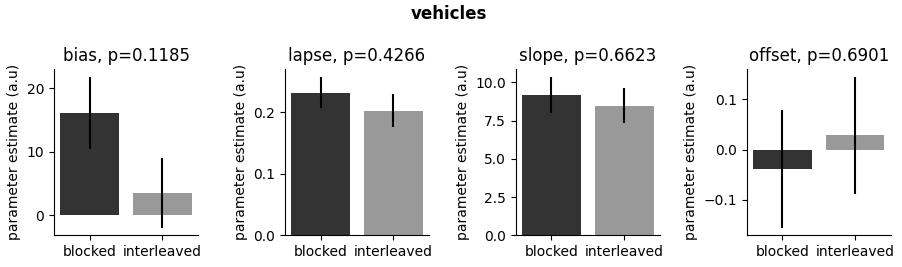 vehicles
bias, p=0.1185
parameter estimate (a.u)
20
10
0
blocked interleaved
lapse, p=0.4266
parameter estimate (a.u)
0.2
0.1
0.0
blocked interleaved
slope, p=0.6623
parameter estimate (a.u)
10.0
7.5
5.0
2.5
0.0
blocked interleaved
offset, p=0.6901
parameter estimate (a.u)
0.1
0.0
−0.1
blocked interleaved